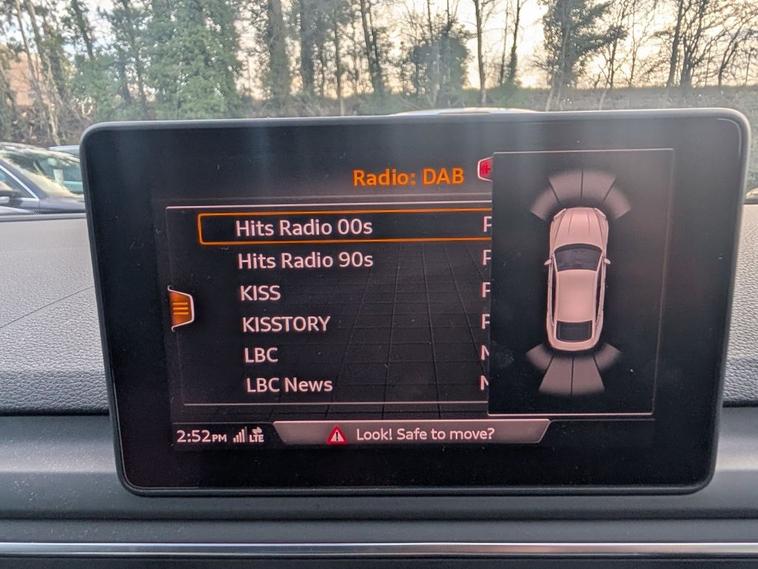 Radio: DAB
Hits Radio 00s
Hits Radio 90s
KISS
KISSTORY
LBC
LBC News
2:52PM LTE
Look! Safe to move?